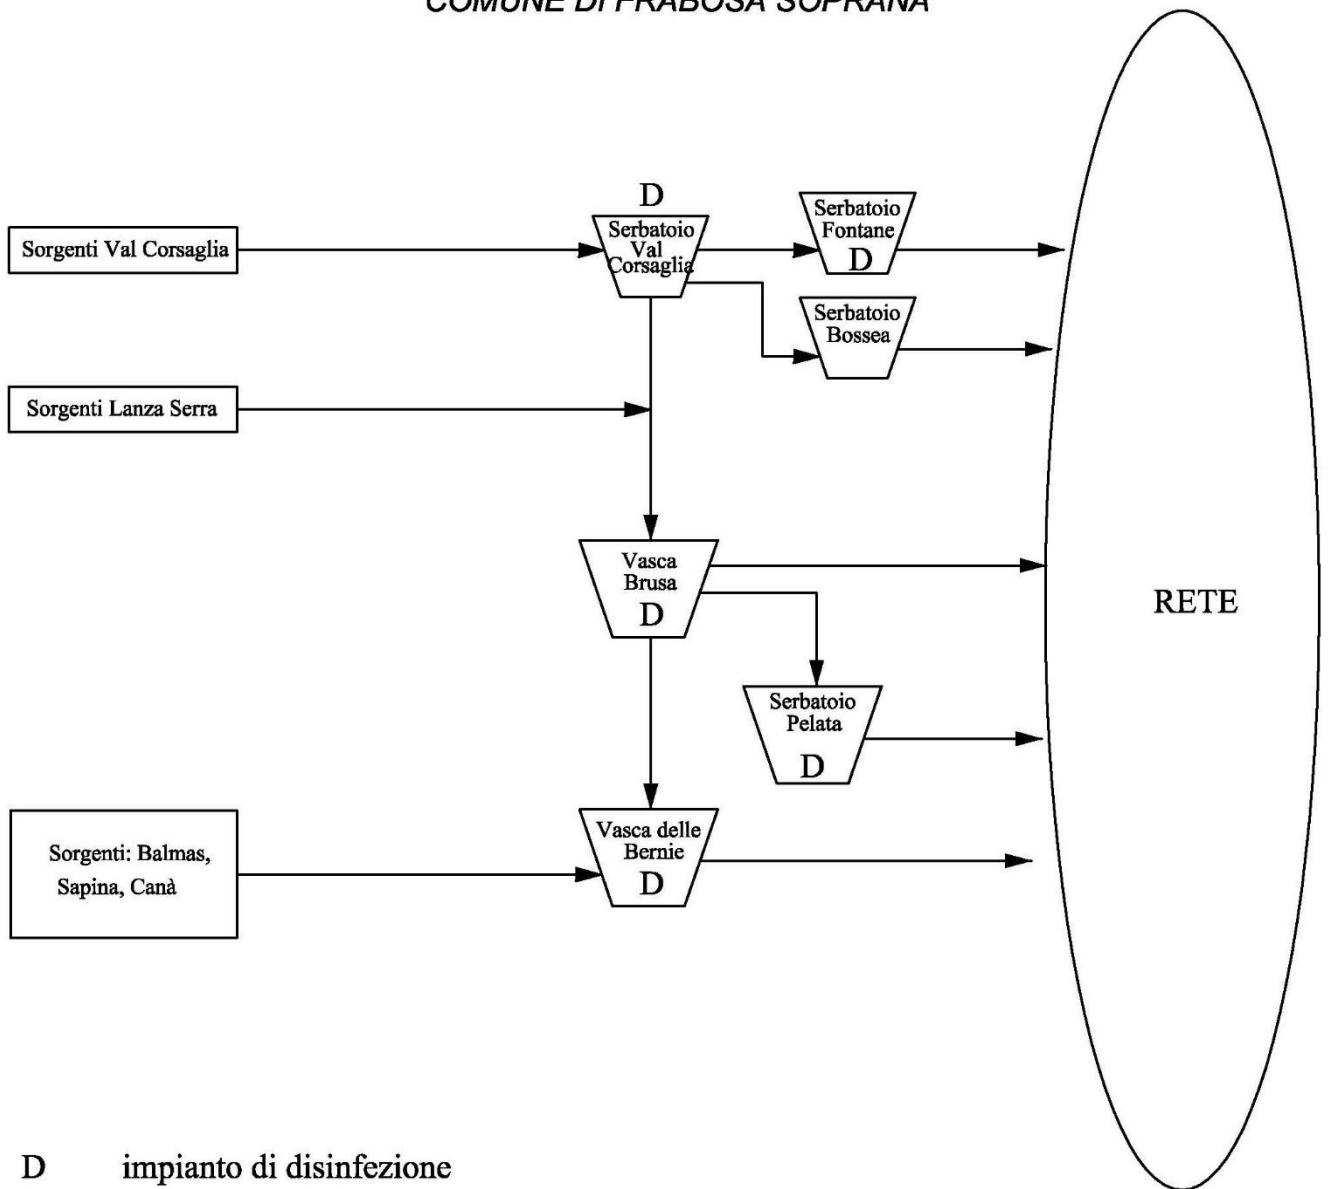 COMUNE DI FRABOSA SOPRANA
D
Serbatoio
Val
Corsaglia
Serbatoio
Fontane
D
Sorgenti Val Corsaglia
Serbatoio
Bossea
Sorgenti Lanza Serra
Vasca
Brusa
D
RETE
Serbatoio
Pelata
D
Sorgenti: Balmas,
Sapina, Canà
Vasca delle
Bernie
D
D impianto di disinfezione